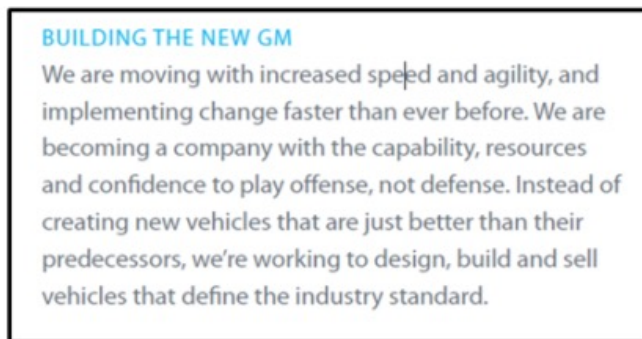 BUILDING THE NEW GM
We are moving with increased speed and agility, and
implementing change faster than ever before. We are
becoming a company with the capability, resources
and confidence to play offense, not defense. Instead of
creating new vehicles that are just better than their
predecessors, we're working to design, build and sell
vehicles that define the industry standard.